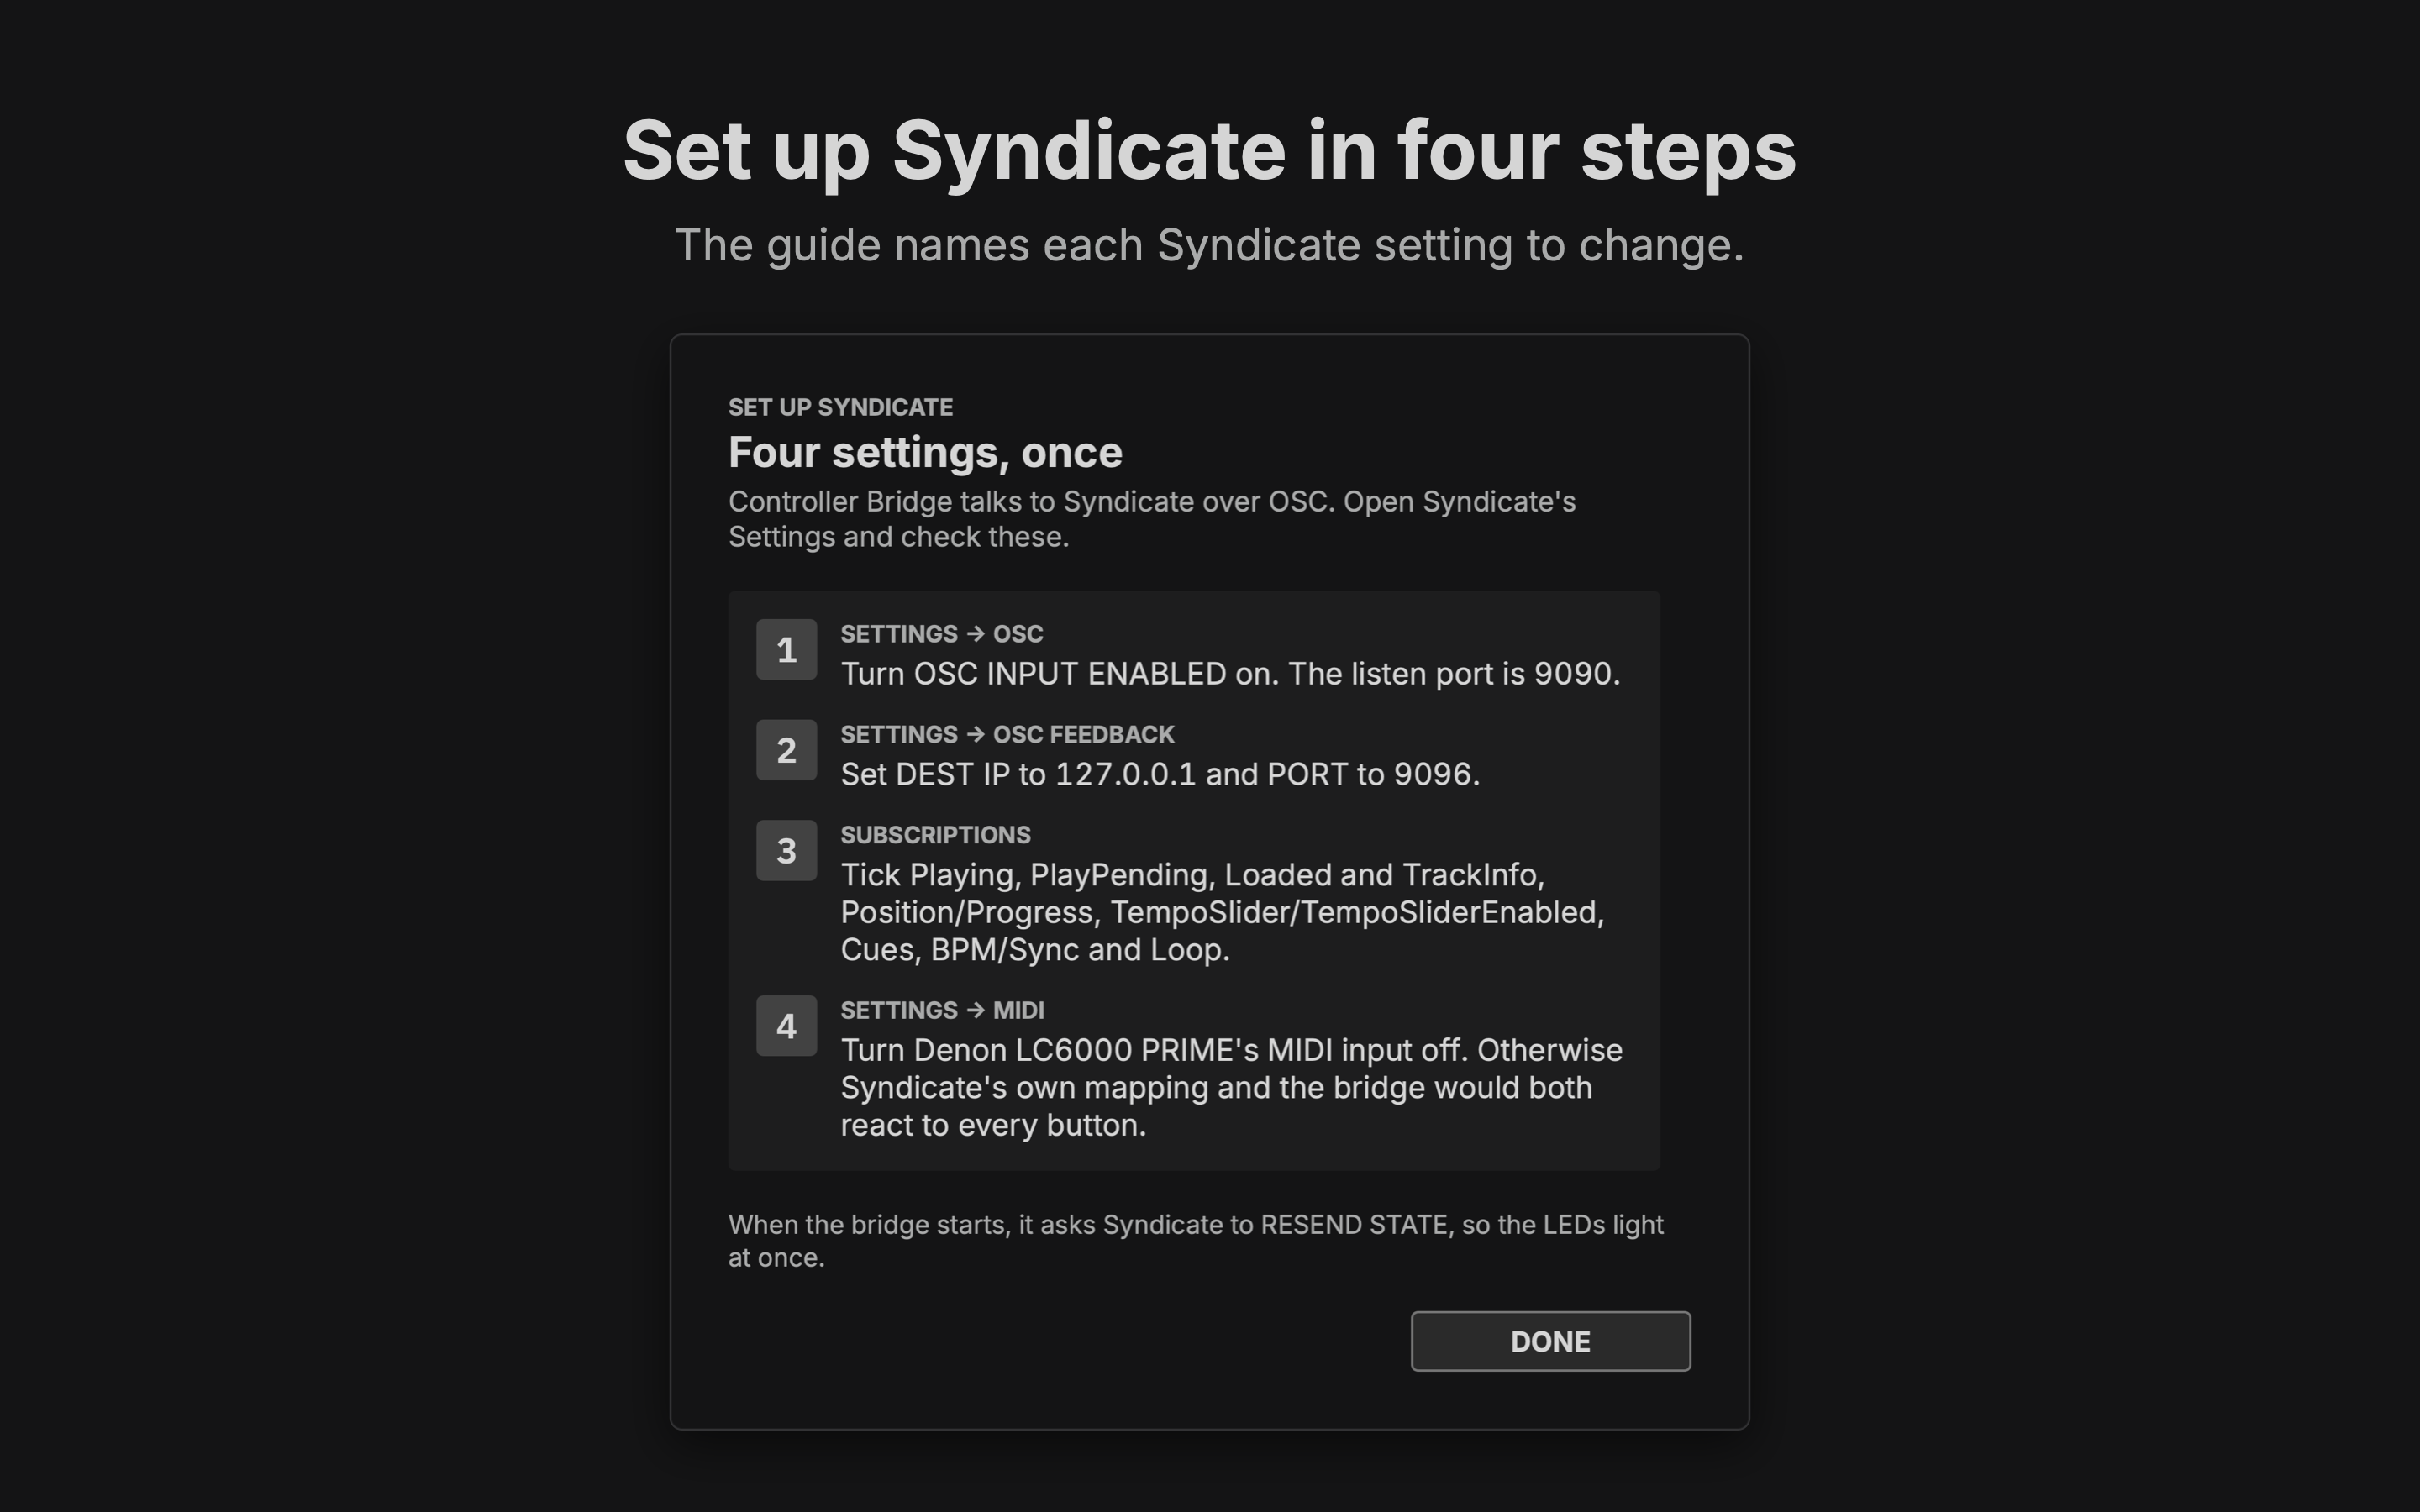 Set up Syndicate in four steps
The guide names each Syndicate setting to change.
SET UP SYNDICATE
Four settings, once
Controller Bridge talks to Syndicate over OSC. Open Syndicate's
Settings and check these.
1
SETTINGS → OSC
Turn OSC INPUT ENABLED on. The listen port is 9090.
2
SETTINGS → OSC FEEDBACK
Set DEST IP to 127.0.0.1 and PORT to 9096.
3
SUBSCRIPTIONS
Tick Playing, PlayPending, Loaded and TrackInfo,
Position/Progress, TempoSlider/TempoSliderEnabled,
Cues, BPM/Sync and Loop.
4
SETTINGS → MIDI
Turn Denon LC6000 PRIME's MIDI input off. Otherwise
Syndicate's own mapping and the bridge would both
react to every button.
When the bridge starts, it asks Syndicate to RESEND STATE, so the LEDs light
at once.
DONE